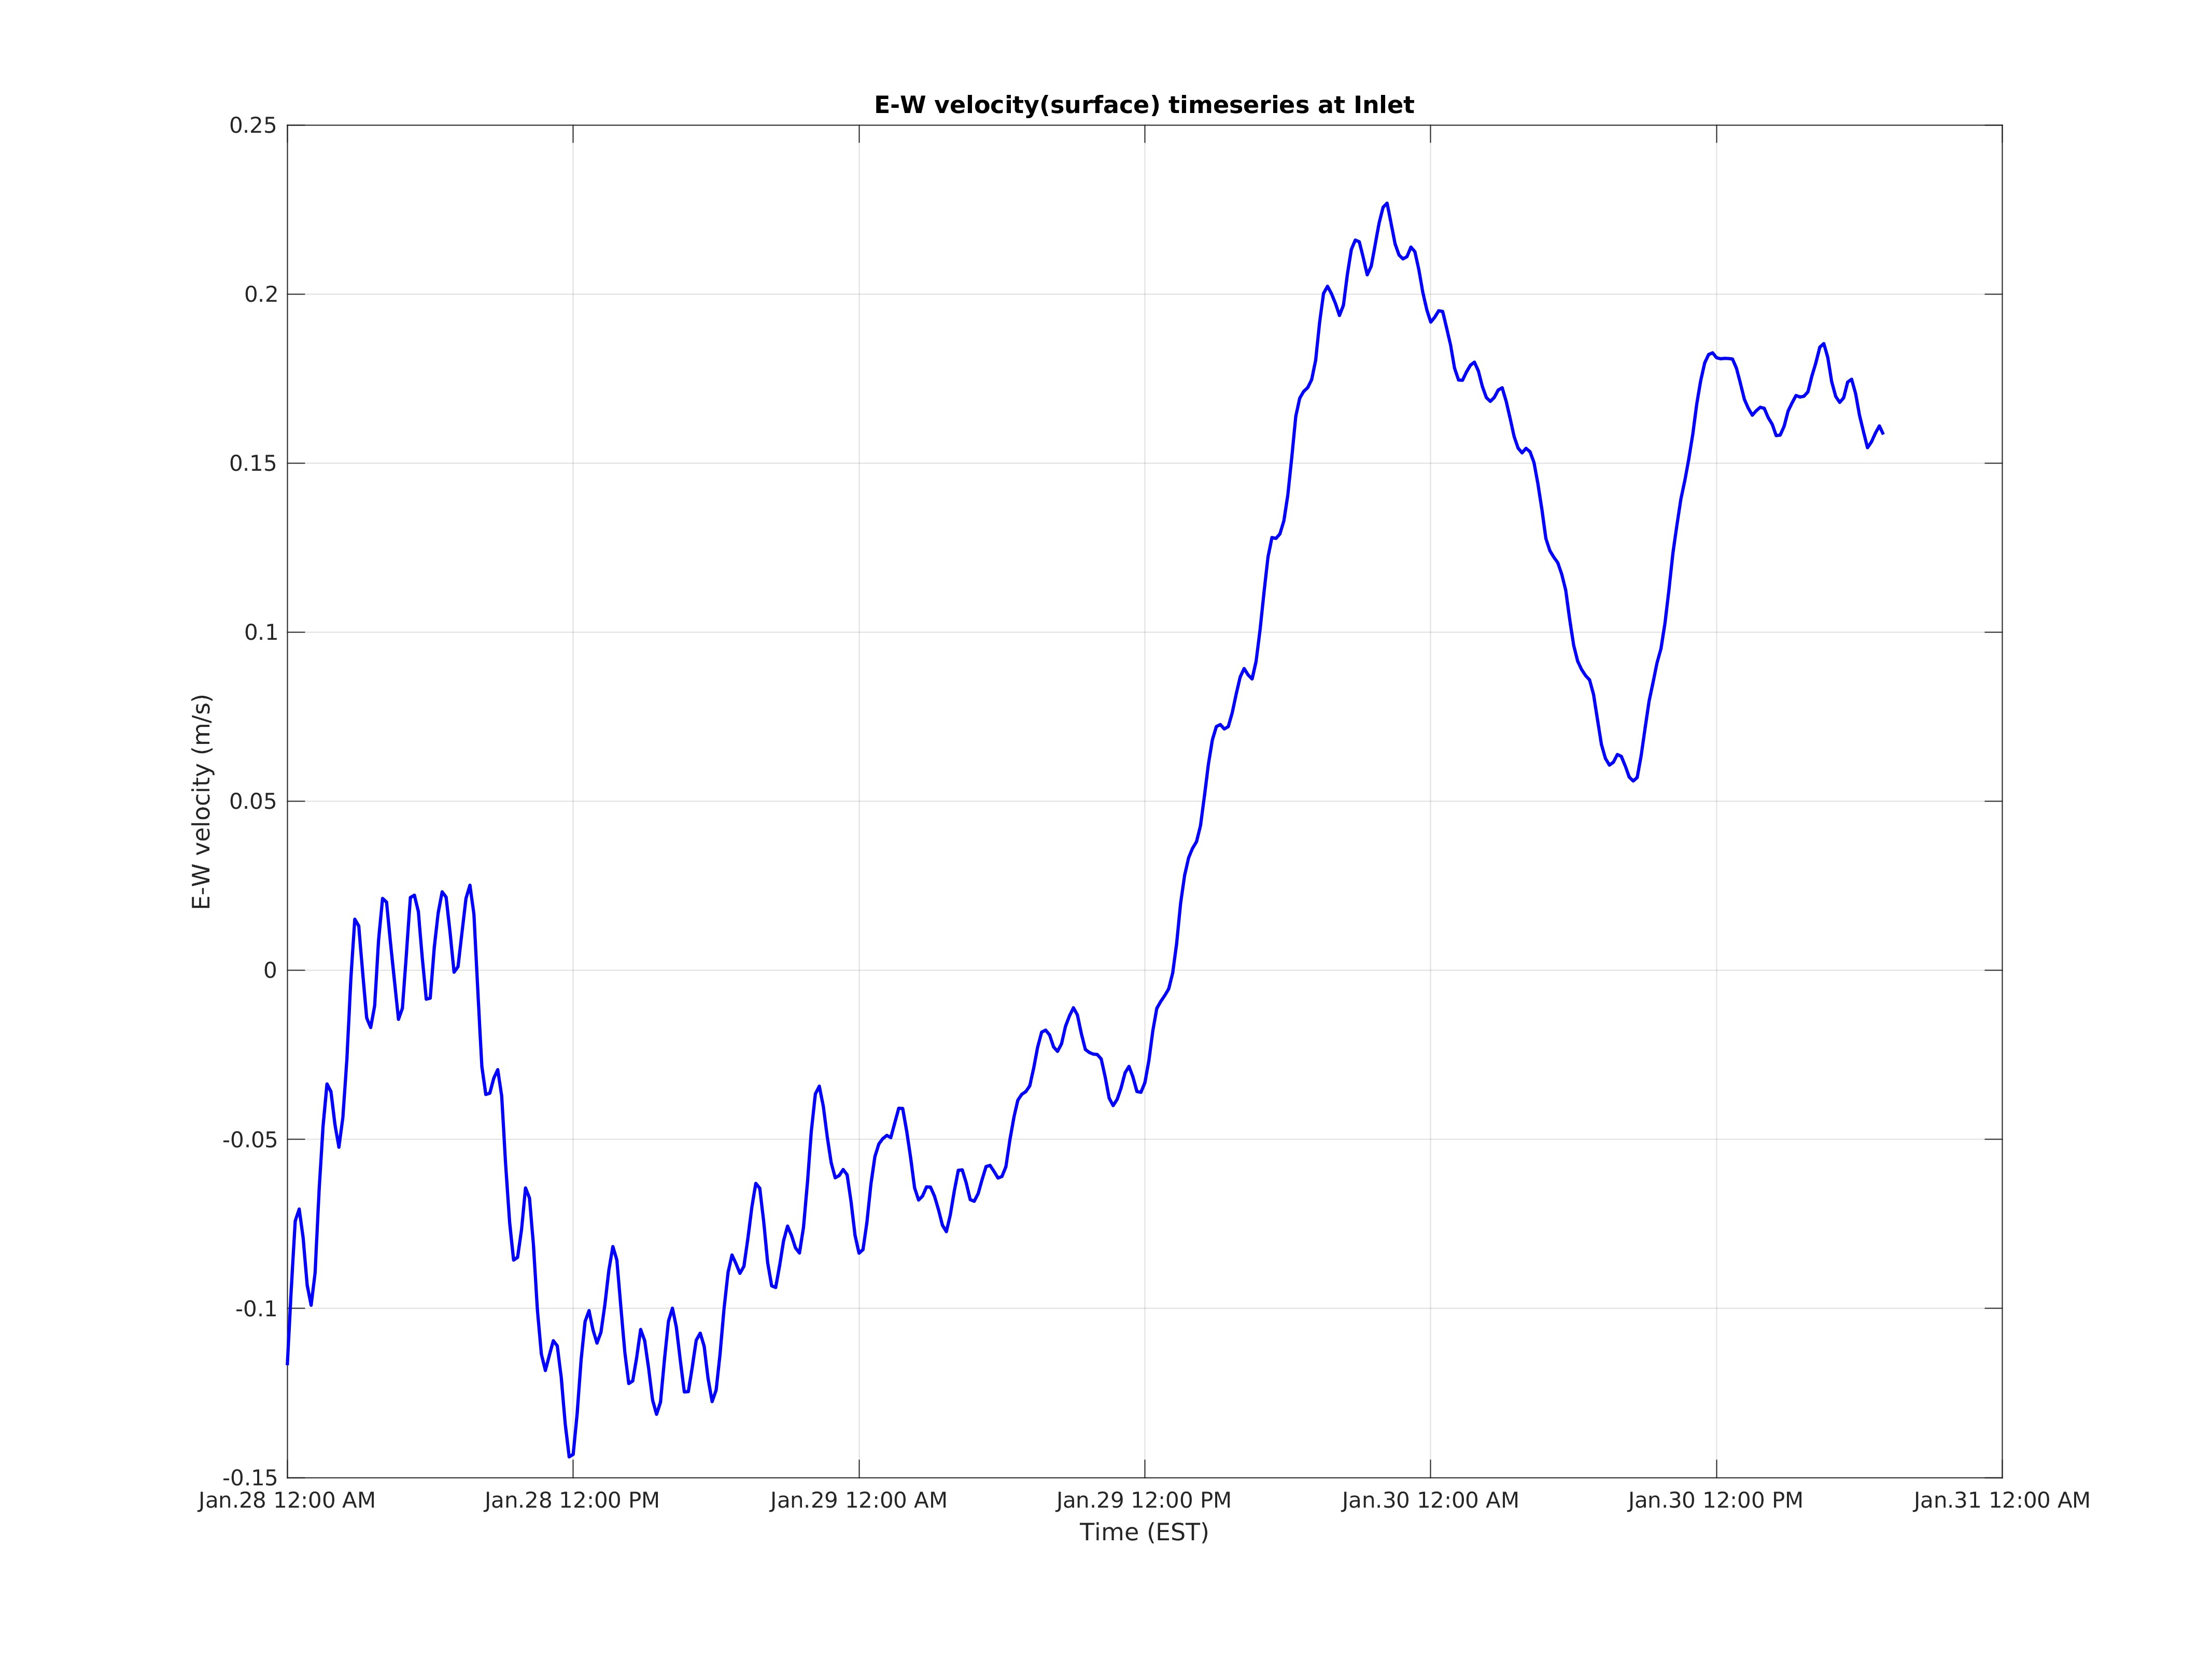 E-W velocity(surface) timeseries at Inlet
0.25
0.2
0.15
0.1
0.05
0
-0.05
-0.1
-0.15
E-W velocity (m/s)
Jan.28 12:00 AM Jan.28 12:00 PM Jan.29 12:00 AM Jan.29 12:00 PM Jan.30 12:00 AM Jan.30 12:00 PM Jan.31 12:00 AM
Time (EST)